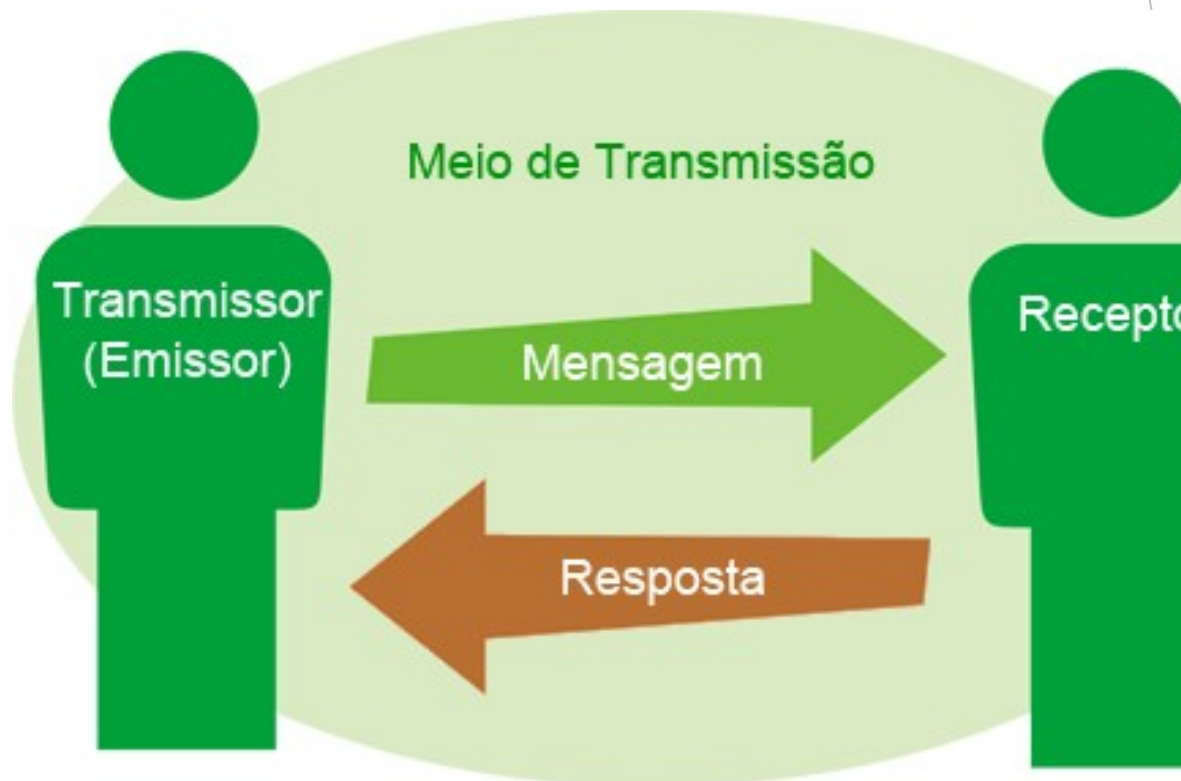 Meio de Transmissão
Transmissor
(Emissor)
Mensagem
Recepto
Resposta